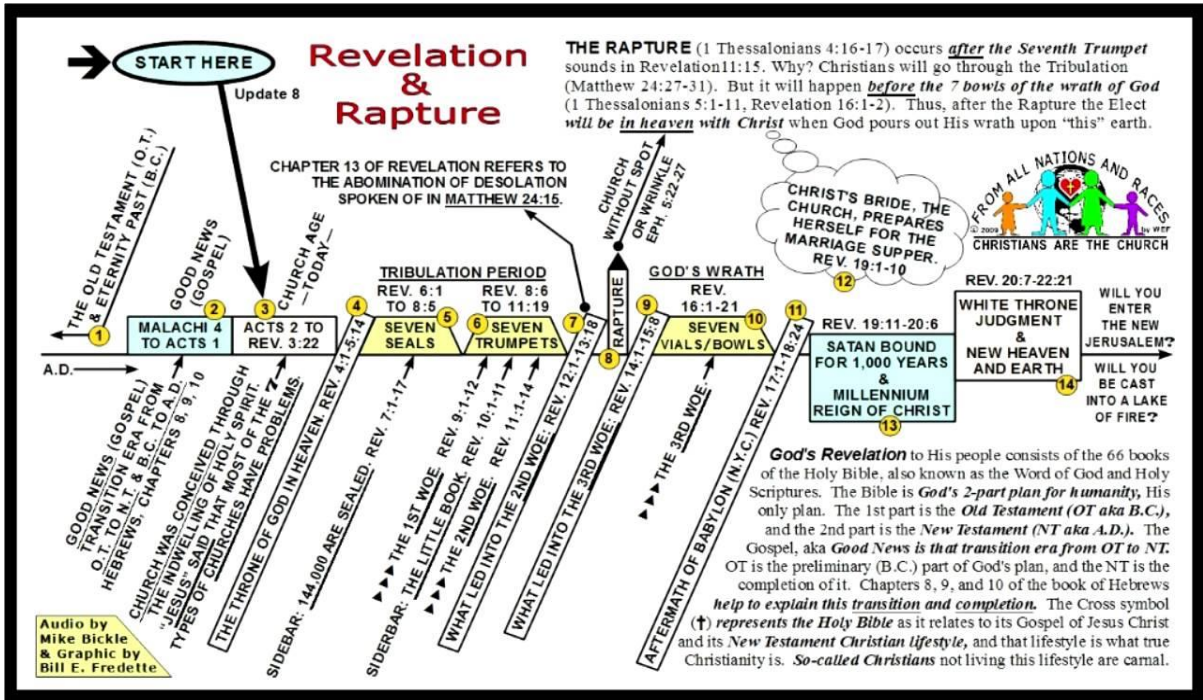 START HERE
Update 8
Revelation
&
Rapture
THE RAPTURE (1 Thessalonians 4:16-17) occurs after the Seventh Trumpet
sounds in Revelation11:15. Why? Christians will go through the Tribulation
(Matthew 24:27-31). But it will happen before the 7 bowls of the wrath of God
(1 Thessalonians 5:1-11, Revelation 16:1-2). Thus, after the Rapture the Elect
will be in heaven with Christ when God pours out His wrath upon “this” earth.
CHAPTER 13 OF REVELATION REFERS TO
THE ABOMINATION OF DESOLATION
SPOKEN OF IN MATTHEW 24:15.
CHURCH
WITHOUT SPOT
OR WRINKLE
EPH. 5:22-27
CHRIST'S BRIDE, THE
CHURCH, PREPARES
HERSELF FOR THE
MARRIAGE SUPPER.
REV. 19:1-10
12
FROM ALL NATIONS AND RACES
© 2009
by WEF
CHRISTIANS ARE THE CHURCH
THE OLD TESTAMENT (O.T.)
& ETERNITY PAST (B.C.)
1
GOOD NEWS
(GOSPEL)
2
MALACHI 4
TO ACTS 1
CHURCH AGE
—TODAY—
3
ACTS 2 TO
REV. 3:22
4
THE THRONE OF GOD IN HEAVEN. REV. 4:1-5:14
TRIBULATION PERIOD
REV. 6:1
TO 8:5
5
SEVEN
SEALS
REV. 8:6
TO 11:19
6
SEVEN
TRUMPETS
7
WHAT LED INTO THE 2ND WOE: REV. 12:1-13:18
RAPTURE
8
9
WHAT LED INTO THE 3RD WOE: REV. 14:1-15:8
GOD'S WRATH
REV.
16:1-21
10
SEVEN
VIALS/BOWLS
11
AFTERMATH OF BABYLON (N.Y.C.) REV. 17:1-18:24
REV. 19:11-20:6
SATAN BOUND
FOR 1,000 YEARS
&
MILLENNIUM
REIGN OF CHRIST
13
REV. 20:7-22:21
WHITE THRONE
JUDGMENT
&
NEW HEAVEN
AND EARTH
14
WILL YOU
ENTER
THE NEW
JERUSALEM?
WILL YOU
BE CAST
INTO A LAKE
OF FIRE?
A.D.
GOOD NEWS (GOSPEL)
TRANSITION ERA FROM
O.T. TO N.T. & B.C. TO A.D.
HEBREWS, CHAPTERS 8, 9, 10
CHURCH WAS CONCEIVED THROUGH
THE INDWELLING OF HOLY SPIRIT.
“JESUS” SAID THAT MOST OF THE 7
TYPES OF CHURCHES HAVE PROBLEMS.
SIDEBAR: 144,000 ARE SEALED. REV. 7:1-17
THE 1ST WOE. REV. 9:1-12
SIDERBAR: THE LITTLE BOOK. REV. 10:1-11
THE 2ND WOE. REV. 11:1-14
THE 3RD WOE.
God's Revelation to His people consists of the 66 books
of the Holy Bible, also known as the Word of God and Holy
Scriptures. The Bible is God's 2-part plan for humanity, His
only plan. The 1st part is the Old Testament (OT aka B.C.),
and the 2nd part is the New Testament (NT aka A.D.). The
Gospel, aka Good News is that transition era from OT to NT.
OT is the preliminary (B.C.) part of God's plan, and the NT is the
completion of it. Chapters 8, 9, and 10 of the book of Hebrews
help to explain this transition and completion. The Cross symbol
(✝) represents the Holy Bible as it relates to its Gospel of Jesus Christ
and its New Testament Christian lifestyle, and that lifestyle is what true
Christianity is. So-called Christians not living this lifestyle are carnal.
Audio by
Mike Bickle
& Graphic by
Bill E. Fredette